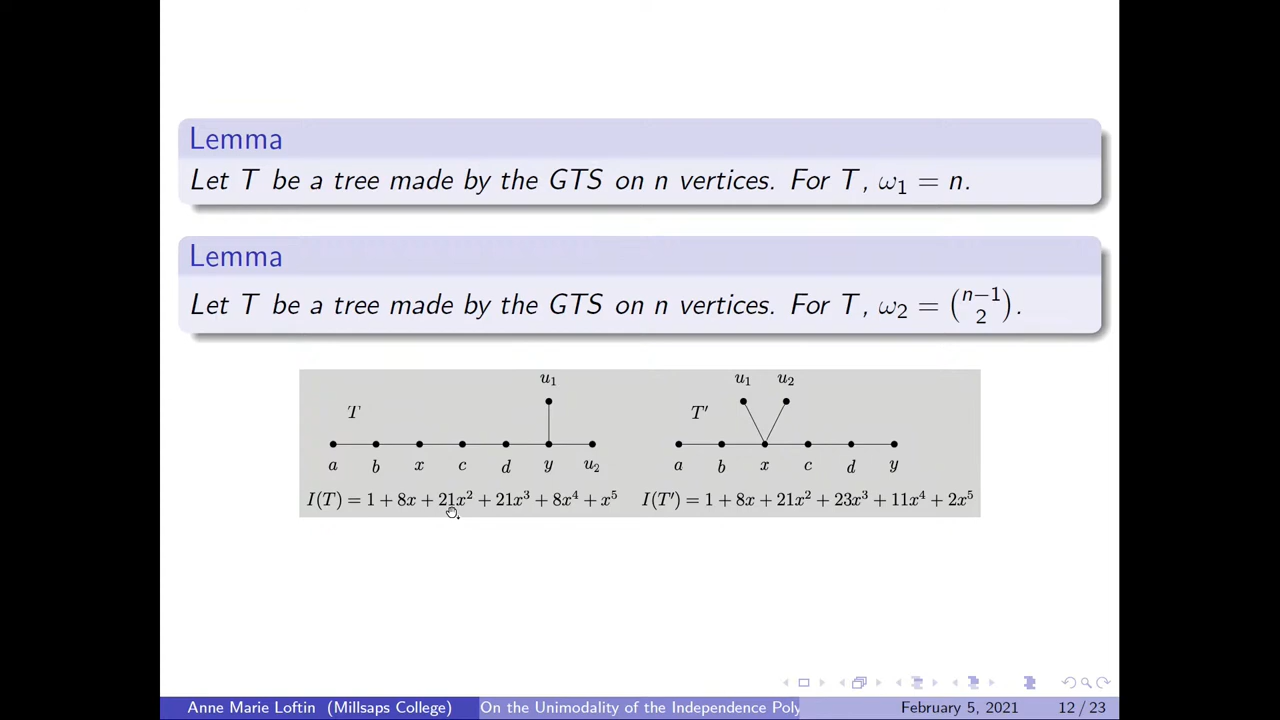 Lemma
Let T be a tree made by the GTS on n vertices. For T, ω₁ = n.
Lemma
Let T be a tree made by the GTS on n vertices. For T, ω₂ = (n−1 2).
u₁ u₁ u₂
T T′
a b x c d y u₂ a b x c d y
I(T) = 1 + 8x + 21x² + 21x³ + 8x⁴ + x⁵ I(T′) = 1 + 8x + 21x² + 23x³ + 11x⁴ + 2x⁵
Anne Marie Loftin (Millsaps College) On the Unimodality of the Independence Poly February 5, 2021 12 / 23